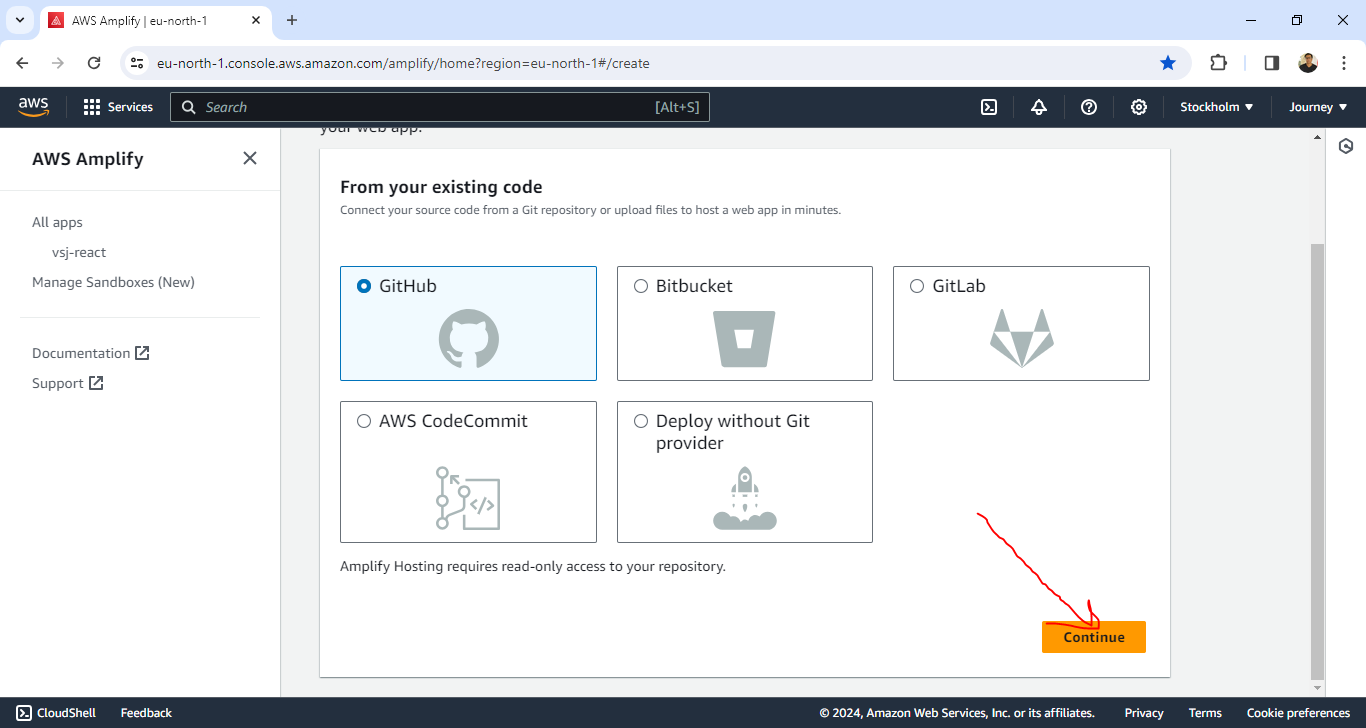 AWS Amplify | eu-north-1
eu-north-1.console.aws.amazon.com/amplify/home?region=eu-north-1#/create
aws
Services
Search
[Alt+S]
Stockholm
Journey
AWS Amplify
All apps
vsj-react
Manage Sandboxes (New)
Documentation
Support
your web app.
From your existing code
Connect your source code from a Git repository or upload files to host a web app in minutes.
GitHub
Bitbucket
GitLab
AWS CodeCommit
Deploy without Git
provider
Amplify Hosting requires read-only access to your repository.
Continue
CloudShell
Feedback
© 2024, Amazon Web Services, Inc. or its affiliates.
Privacy
Terms
Cookie preferences